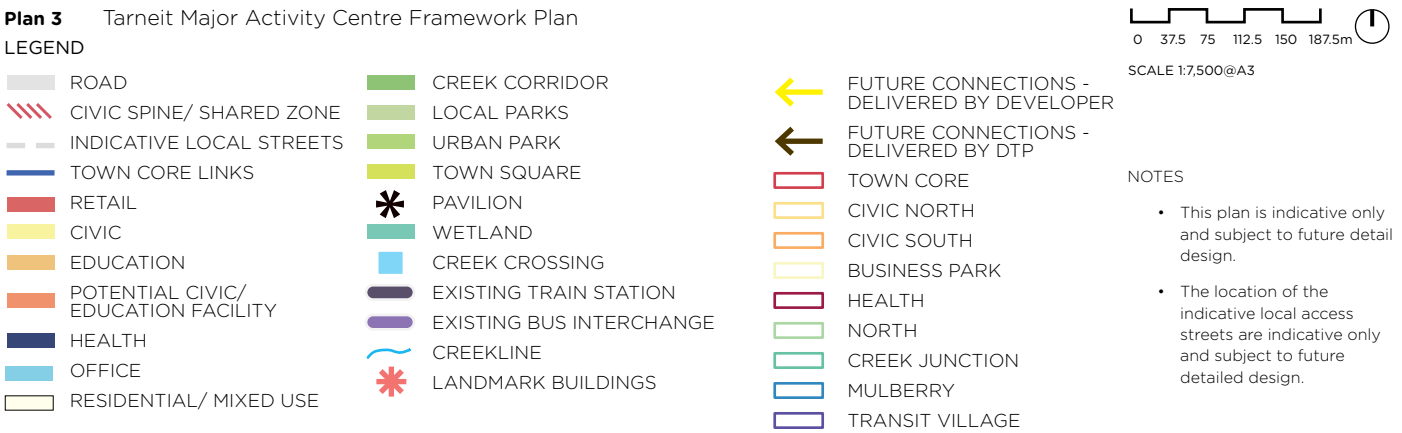 Plan 3 Tarneit Major Activity Centre Framework Plan
LEGEND
ROAD
CIVIC SPINE/ SHARED ZONE
INDICATIVE LOCAL STREETS
TOWN CORE LINKS
RETAIL
CIVIC
EDUCATION
POTENTIAL CIVIC/
EDUCATION FACILITY
HEALTH
OFFICE
RESIDENTIAL/ MIXED USE
CREEK CORRIDOR
LOCAL PARKS
URBAN PARK
TOWN SQUARE
PAVILION
WETLAND
CREEK CROSSING
EXISTING TRAIN STATION
EXISTING BUS INTERCHANGE
CREEKLINE
LANDMARK BUILDINGS
FUTURE CONNECTIONS -
DELIVERED BY DEVELOPER
FUTURE CONNECTIONS -
DELIVERED BY DTP
TOWN CORE
CIVIC NORTH
CIVIC SOUTH
BUSINESS PARK
HEALTH
NORTH
CREEK JUNCTION
MULBERRY
TRANSIT VILLAGE
0 37.5 75 112.5 150 187.5m
SCALE 1:7,500@A3
NOTES
• This plan is indicative only
and subject to future detail
design.
• The location of the
indicative local access
streets are indicative only
and subject to future
detailed design.